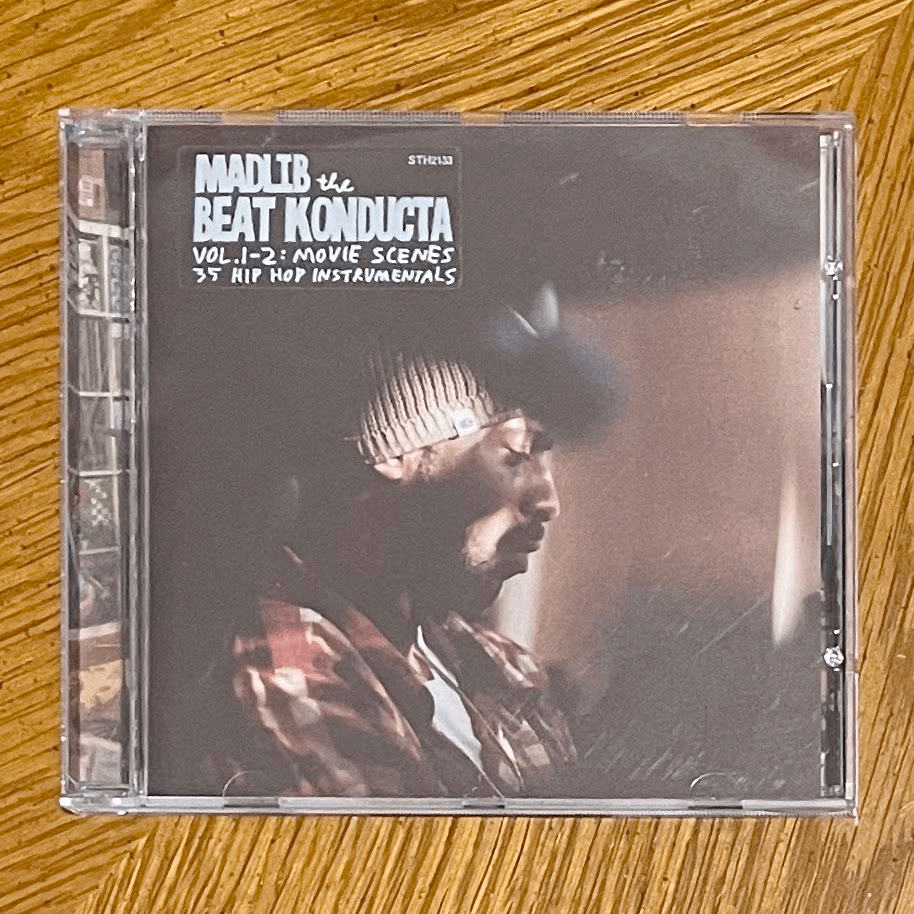 MADLIB the
STH2133
BEAT KONDUCTA
VOL.1-2: MOVIE SCENES
35 HIP HOP INSTRUMENTALS